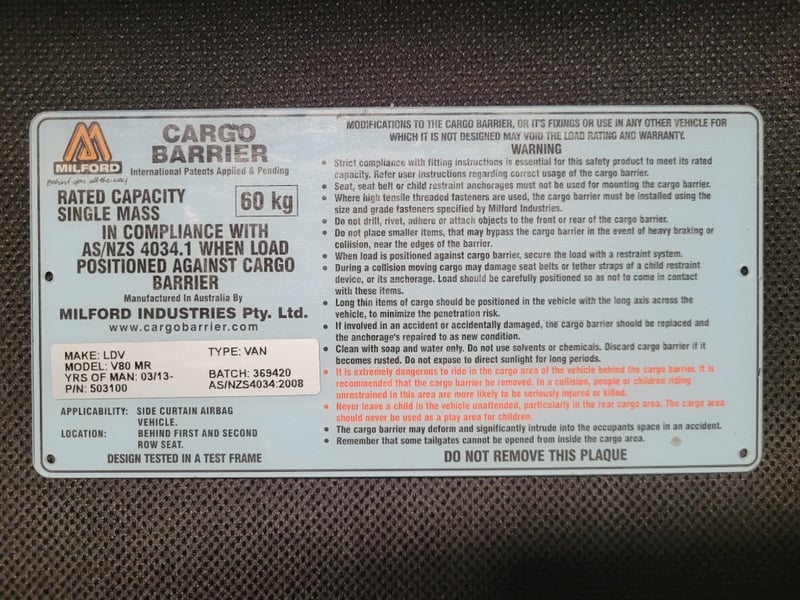 MILFORD
Behind you all the way
CARGO
BARRIER
International Patents Applied & Pending
RATED CAPACITY
SINGLE MASS
60 kg
IN COMPLIANCE WITH
AS/NZS 4034.1 WHEN LOAD
POSITIONED AGAINST CARGO
BARRIER
Manufactured In Australia By
MILFORD INDUSTRIES Pty. Ltd.
www.cargobarrier.com
MAKE: LDV TYPE: VAN
MODEL: V80 MR
YRS OF MAN: 03/13- BATCH: 369420
P/N: 503100 AS/NZS4034:2008
APPLICABILITY: SIDE CURTAIN AIRBAG
VEHICLE.
LOCATION: BEHIND FIRST AND SECOND
ROW SEAT.
DESIGN TESTED IN A TEST FRAME
MODIFICATIONS TO THE CARGO BARRIER, OR IT'S FIXINGS OR USE IN ANY OTHER VEHICLE FOR
WHICH IT IS NOT DESIGNED MAY VOID THE LOAD RATING AND WARRANTY.
WARNING
• Strict compliance with fitting instructions is essential for this safety product to meet its rated
capacity. Refer user instructions regarding correct usage of the cargo barrier.
• Seat, seat belt or child restraint anchorages must not be used for mounting the cargo barrier.
• Where high tensile threaded fasteners are used, the cargo barrier must be installed using the
size and grade fasteners specified by Milford Industries.
• Do not drill, rivet, adhere or attach objects to the front or rear of the cargo barrier.
• Do not place smaller items, that may bypass the cargo barrier in the event of heavy braking or
collision, near the edges of the barrier.
• When load is positioned against cargo barrier, secure the load with a restraint system.
• During a collision moving cargo may damage seat belts or tether straps of a child restraint
device, or its anchorage. Load should be carefully positioned so as not to come in contact
with these items.
• Long thin items of cargo should be positioned in the vehicle with the long axis across the
vehicle, to minimize the penetration risk.
• If involved in an accident or accidentally damaged, the cargo barrier should be replaced and
the anchorage's repaired to as new condition.
• Clean with soap and water only. Do not use solvents or chemicals. Discard cargo barrier if it
becomes rusted. Do not expose to direct sunlight for long periods.
• It is extremely dangerous to ride in the cargo area of the vehicle behind the cargo barrier. It is
recommended that the cargo barrier be removed. In a collision, people or children riding
unrestrained in this area are more likely to be seriously injured or killed.
• Never leave a child in the vehicle unattended, particularly in the rear cargo area. The cargo area
should never be used as a play area for children.
• The cargo barrier may deform and significantly intrude into the occupants space in an accident.
• Remember that some tailgates cannot be opened from inside the cargo area.
DO NOT REMOVE THIS PLAQUE